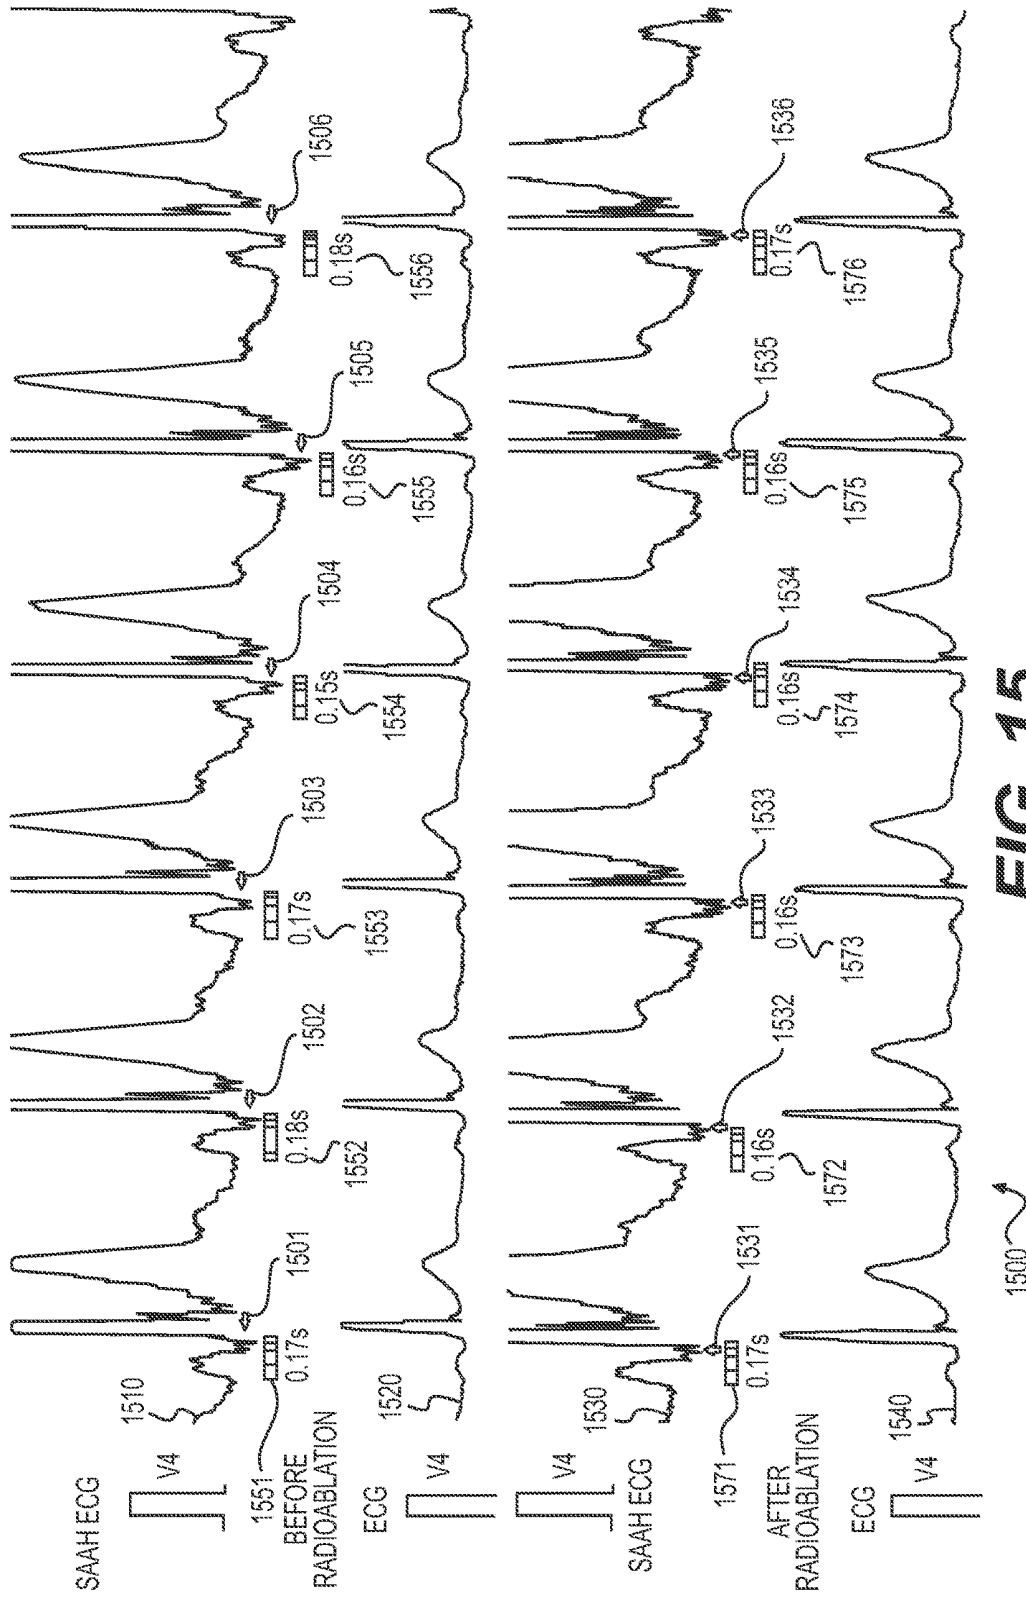 SAAH ECG
V4
1510
1551
0.17s
1501
1552
0.18s
1502
1553
0.17s
1503
1554
0.15s
1504
1555
0.16s
1505
1556
0.18s
1506
BEFORE
RADIOABLATION
ECG
V4
1520
SAAH ECG
V4
1530
1571
0.17s
1531
1572
0.16s
1532
1573
0.16s
1533
1574
0.16s
1534
1575
0.16s
1535
1576
0.17s
1536
AFTER
RADIOABLATION
ECG
V4
1540
1500
FIG. 15